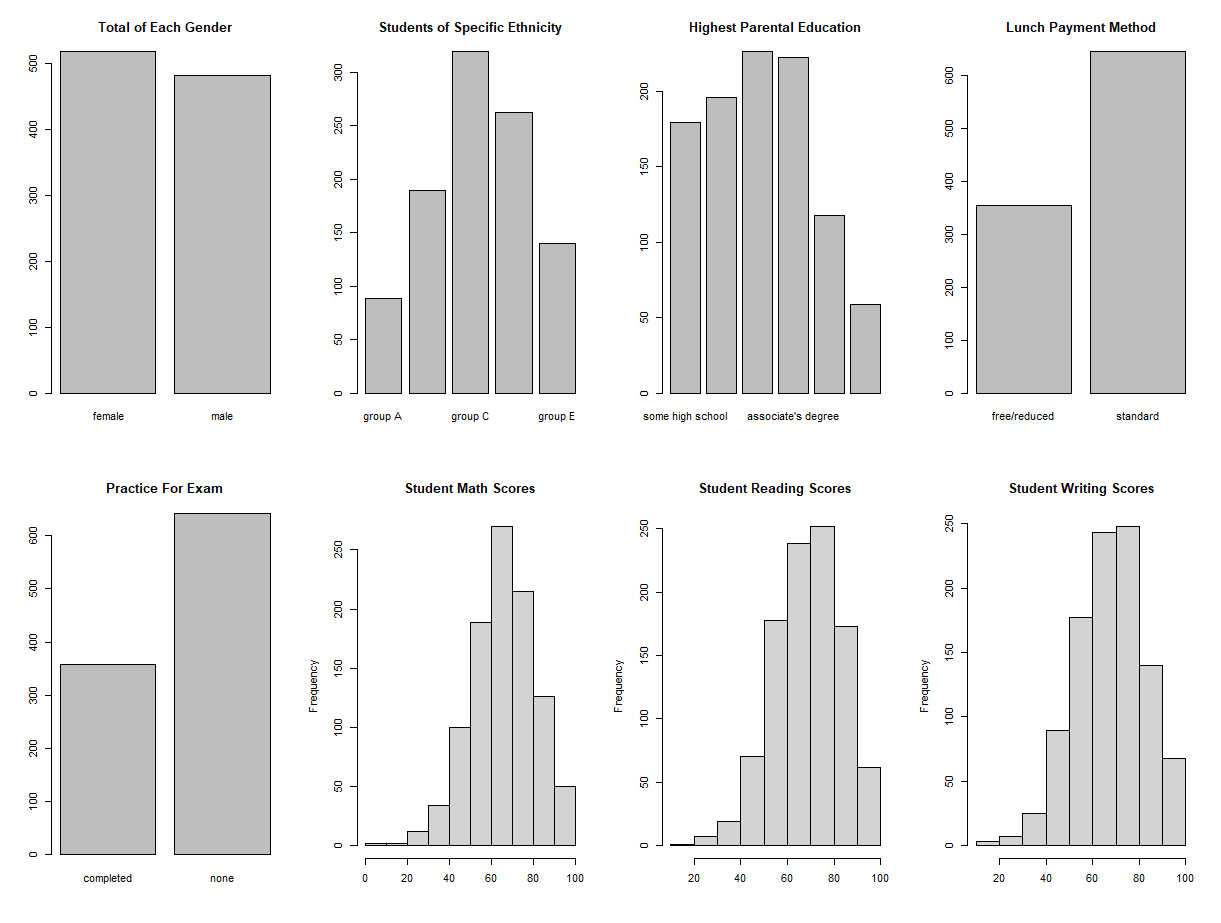 Total of Each Gender
0
100
200
300
400
500
female male
Students of Specific Ethnicity
0
50
100
150
200
250
300
group A group C group E
Highest Parental Education
0
50
100
150
200
some high school associate's degree
Lunch Payment Method
0
100
200
300
400
500
600
free/reduced standard
Practice For Exam
0
100
200
300
400
500
600
completed none
Student Math Scores
Frequency
0
50
100
150
200
250
0 20 40 60 80 100
Student Reading Scores
Frequency
0
50
100
150
200
250
20 40 60 80 100
Student Writing Scores
Frequency
0
50
100
150
200
250
20 40 60 80 100